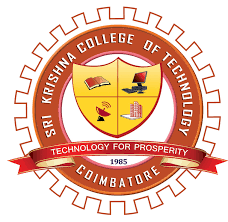 SRI KRISHNA COLLEGE OF TECHNOLOGY
TECHNOLOGY FOR PROSPERITY
1985
COIMBATORE